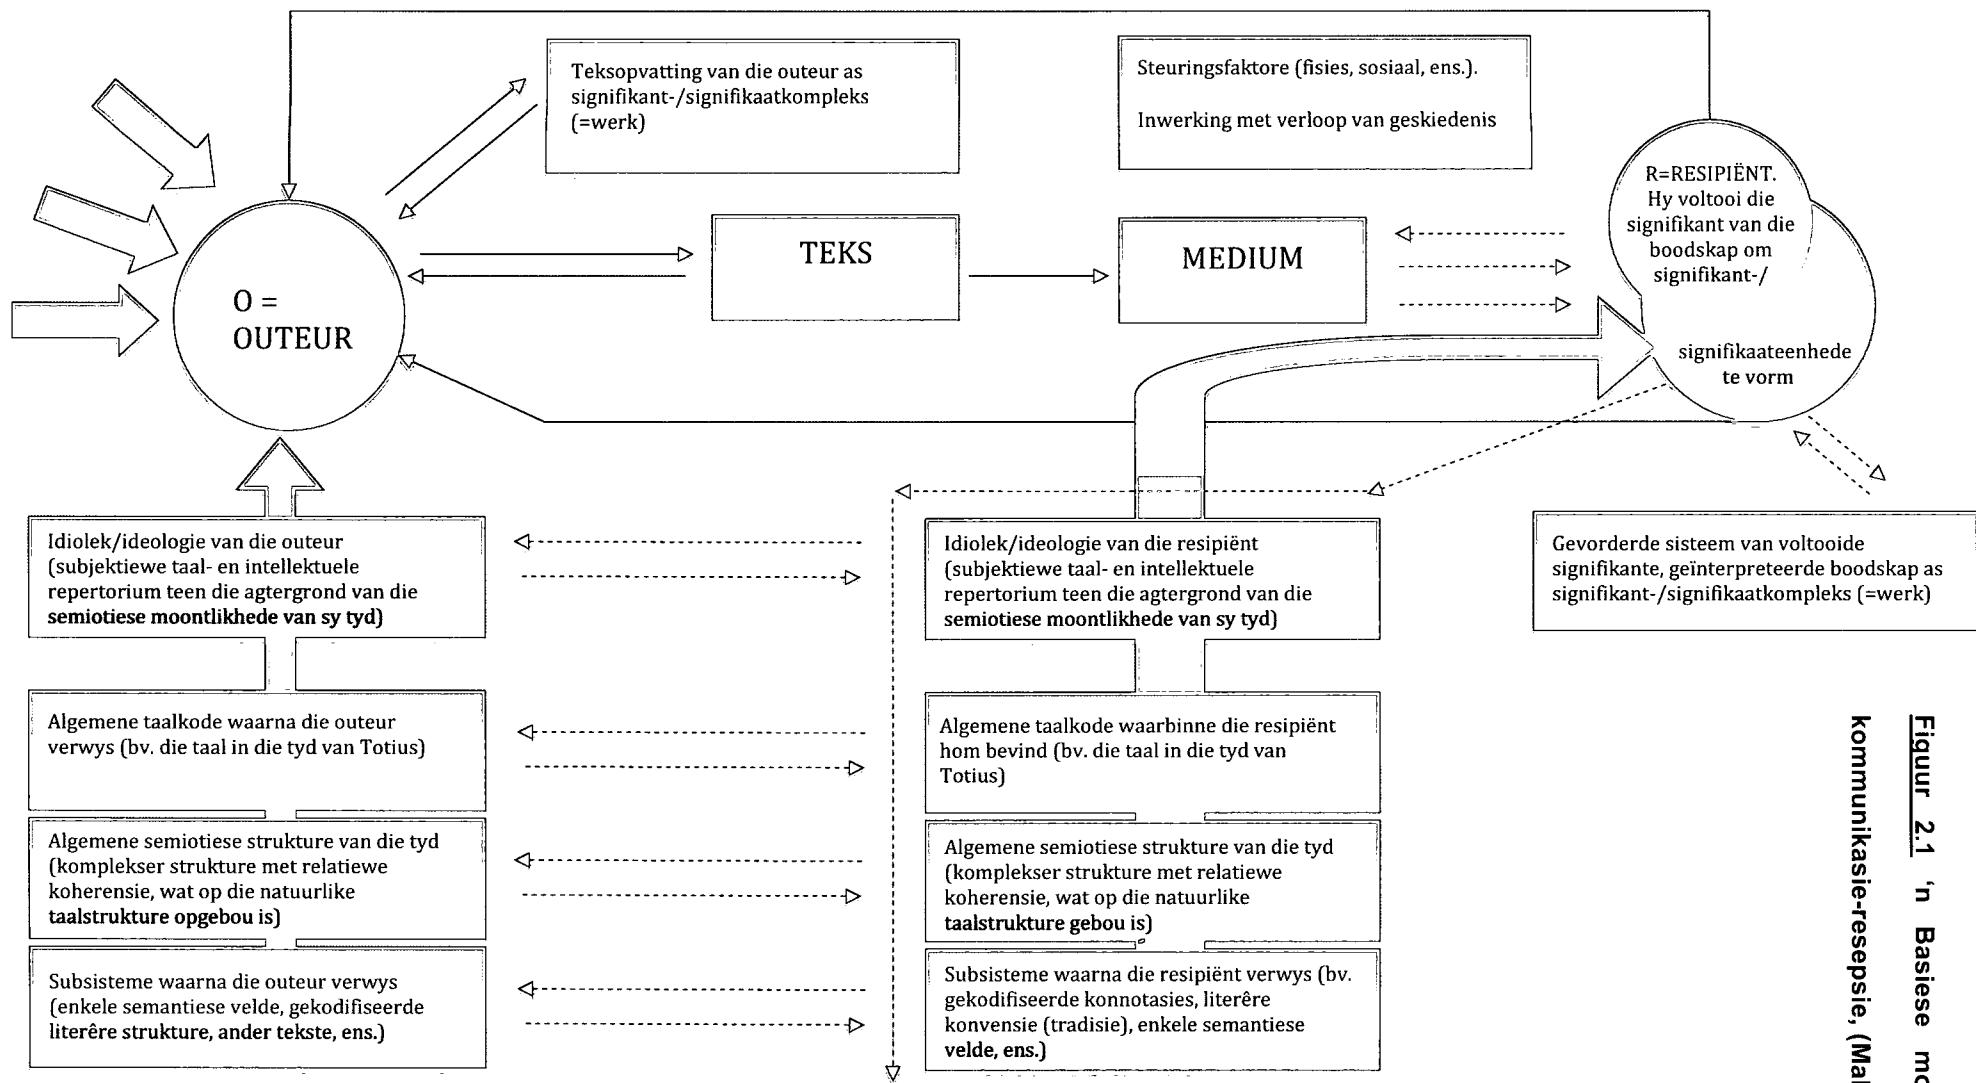 Teksopvatting van die outeur as
signifikant-/signifikaatkompleks
(=werk)
Steuringsfaktore (fisies, sosiaal, ens.).
Inwerking met verloop van geskiedenis
R=RESIPIËNT.
Hy voltooi die
signifikant van die
boodskap om
signifikant-/
signifikaateenhede
te vorm
O =
OUTEUR
TEKS
MEDIUM
Idiolek/ideologie van die outeur
(subjektiewe taal- en intellektuele
repertorium teen die agtergrond van die
semiotiese moontlikhede van sy tyd)
Idiolek/ideologie van die resipiënt
(subjektiewe taal- en intellektuele
repertorium teen die agtergrond van die
semiotiese moontlikhede van sy tyd)
Gevorderde sisteem van voltooide
signifikante, geïnterpreteerde boodskap as
signifikant-/signifikaatkompleks (=werk)
Algemene taalkode waarna die outeur
verwys (bv. die taal in die tyd van Totius)
Algemene taalkode waarbinne die resipiënt
hom bevind (bv. die taal in die tyd van
Totius)
Algemene semiotiese strukture van die tyd
(komplekser strukture met relatiewe
koherensie, wat op die natuurlike
taalstrukture opgebou is)
Algemene semiotiese strukture van die tyd
(komplekser strukture met relatiewe
koherensie, wat op die natuurlike
taalstrukture gebou is)
Subsisteme waarna die outeur verwys
(enkele semantiese velde, gekodifiseerde
literêre strukture, ander tekste, ens.)
Subsisteme waarna die resipiënt verwys (bv.
gekodifiseerde konnotasies, literêre
konvensie (tradisie), enkele semantiese
velde, ens.)
Figuur 2.1 ‘n Basiese
kommunikasie-resepsie,